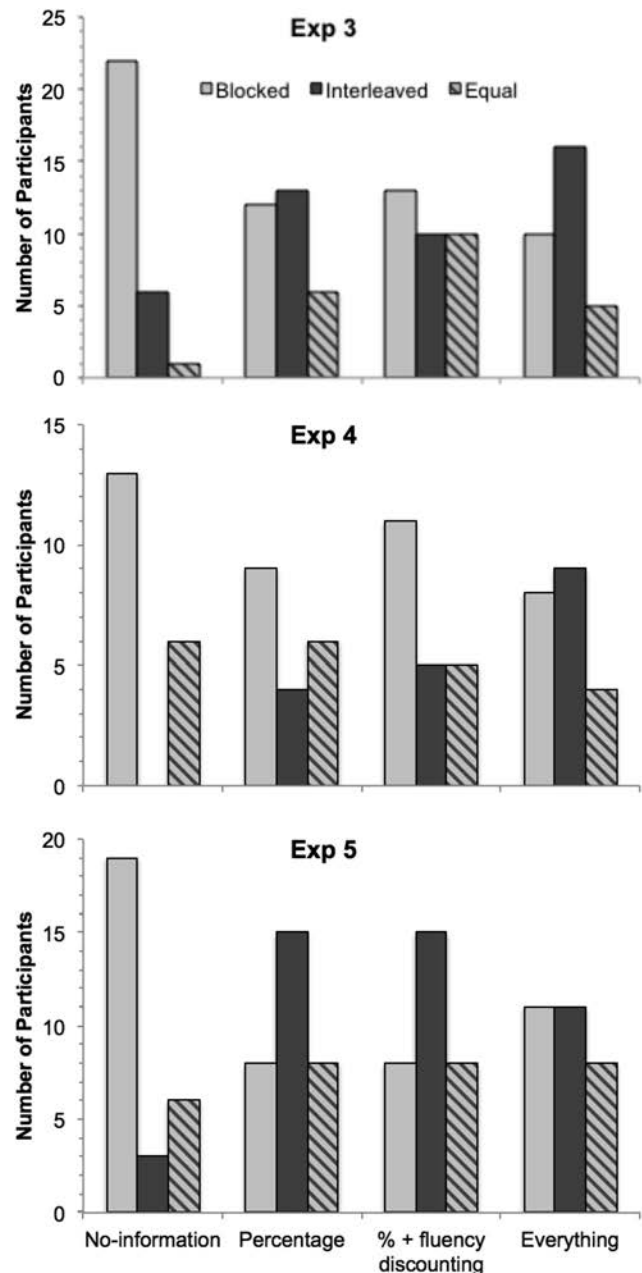 Exp 3
Blocked Interleaved Equal
Number of Participants
25
20
15
10
5
0
Exp 4
Number of Participants
15
10
5
0
Exp 5
Number of Participants
20
15
10
5
0
No-information Percentage % + fluency discounting Everything